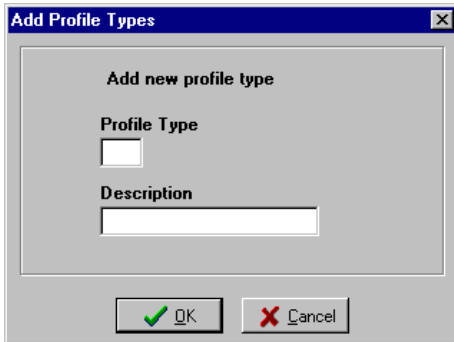 Add Profile Types
Add new profile type
Profile Type
Description
OK
Cancel